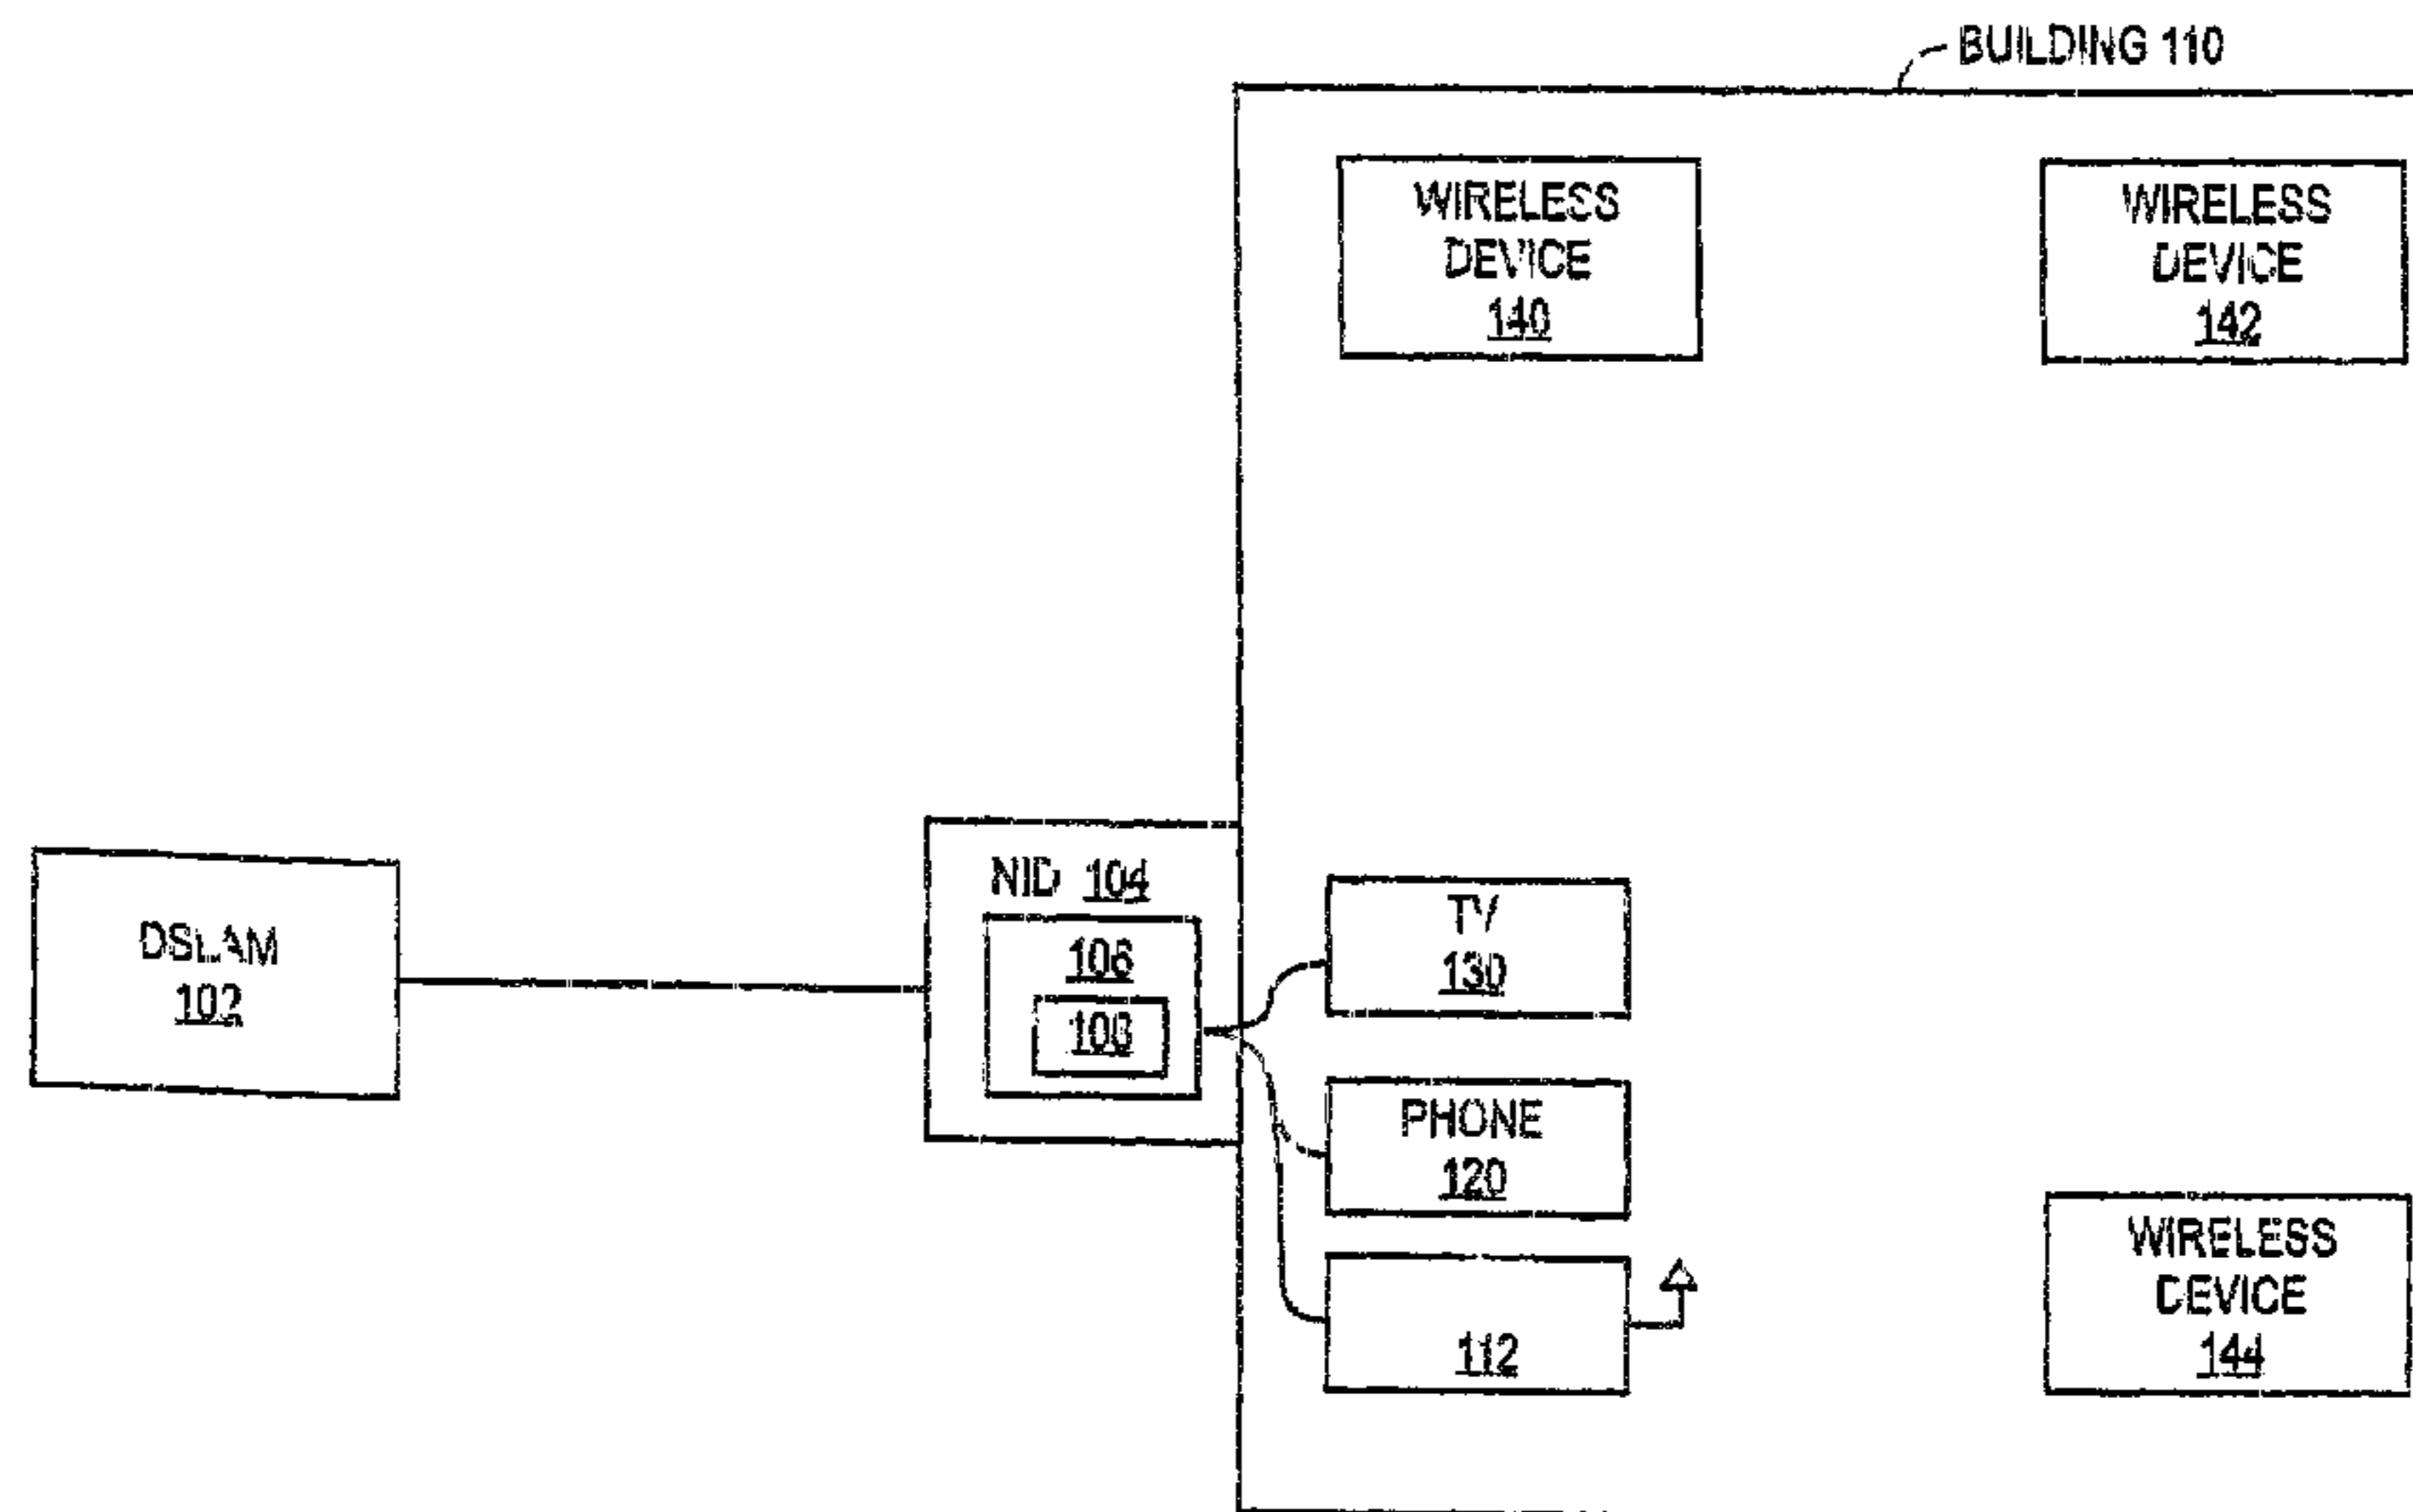 BUILDING 110
WIRELESS
DEVICE
140
WIRELESS
DEVICE
142
NID 104
106
108
DSLAM
102
TV
130
PHONE
120
112
WIRELESS
DEVICE
144